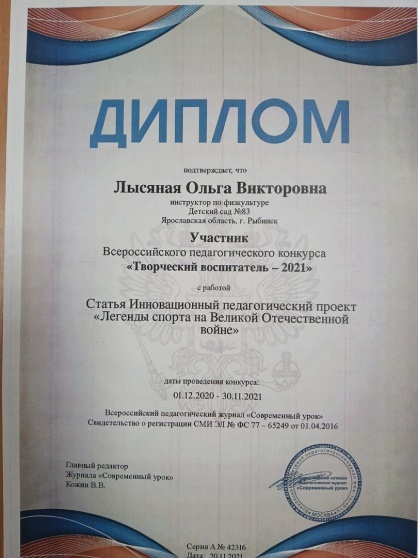 ДИПЛОМ
подтверждает, что
Лысяная Ольга Викторовна
инструктор по физкультуре
Детский сад №83
Ярославская область, г. Рыбинск
Участник
Всероссийского педагогического конкурса
«Творческий воспитатель – 2021»
с работой
Статья Инновационный педагогический проект
«Легенды спорта на Великой Отечественной
войне»
даты проведения конкурса:
01.12.2020 - 30.11.2021
Всероссийский педагогический журнал «Современный урок»
Свидетельство о регистрации СМИ ЭЛ № ФС 77 – 65249 от 01.04.2016
Главный редактор
Журнала «Современный урок»
Кожин В.В.
«Современный урок»
Серия А № 42316
Дата: 20.11.2021